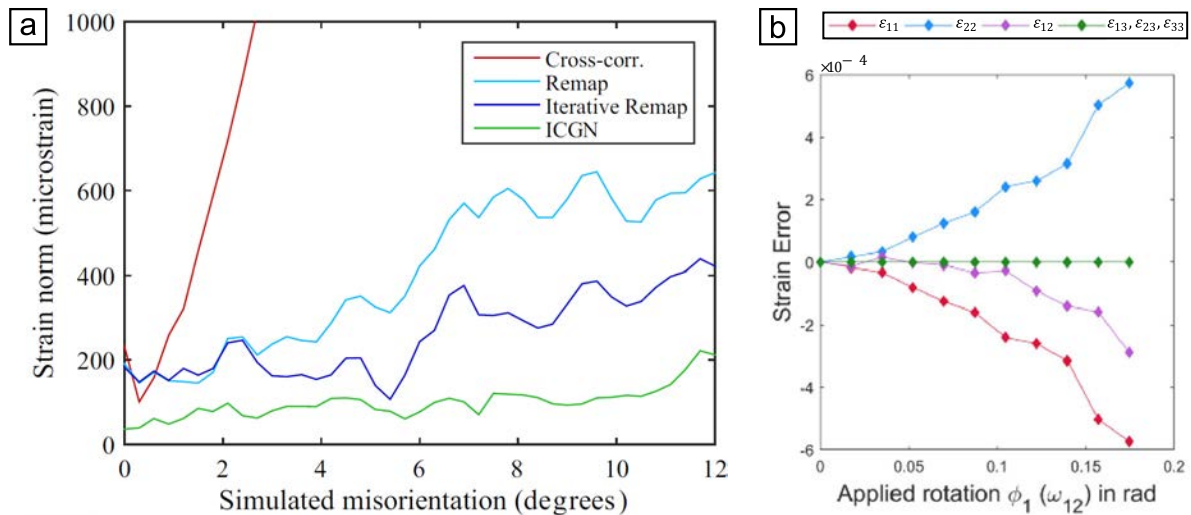 a
1000
800
600
400
200
0
Strain norm (microstrain)
Cross-corr.
Remap
Iterative Remap
ICGN
0 2 4 6 8 10 12
Simulated misorientation (degrees)
b
ε₁₁ ε₂₂ ε₁₂ ε₁₃, ε₂₃, ε₃₃
×10⁻⁴
6
4
2
0
-2
-4
-6
Strain Error
0 0.05 0.1 0.15 0.2
Applied rotation ϕ₁ (ω₁₂) in rad